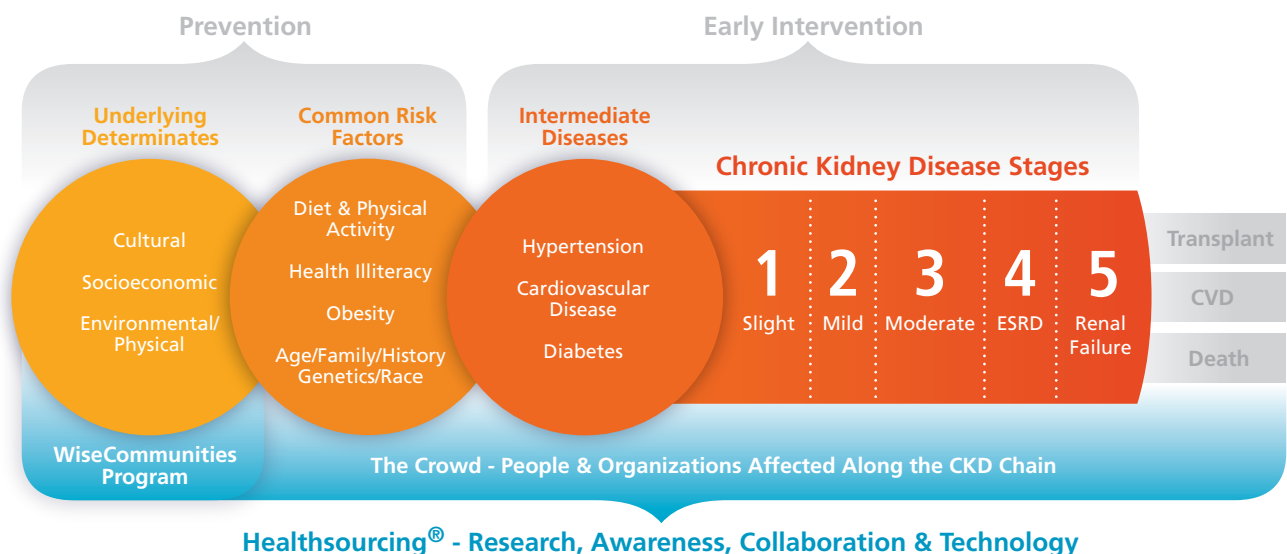 Prevention
Early Intervention
Underlying
Determinates
Common Risk
Factors
Intermediate
Diseases
Chronic Kidney Disease Stages
Cultural
Socioeconomic
Environmental/
Physical
Diet & Physical
Activity
Health Illiteracy
Obesity
Age/Family/History
Genetics/Race
Hypertension
Cardiovascular
Disease
Diabetes
1
Slight
2
Mild
3
Moderate
4
ESRD
5
Renal
Failure
Transplant
CVD
Death
WiseCommunities
Program
The Crowd - People & Organizations Affected Along the CKD Chain
Healthsourcing® - Research, Awareness, Collaboration & Technology